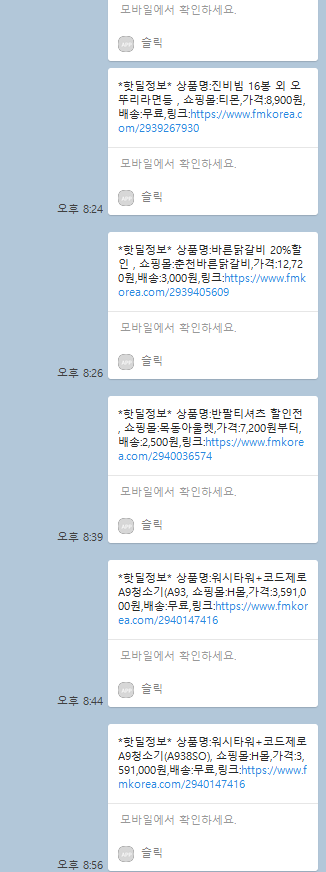 모바일에서 확인하세요.
APP 슬릭
*핫딜정보* 상품명:진비빔 16봉 외 오
뚜리라면등 , 쇼핑몰:티몬,가격:8,900원,
배송:무료,링크:https://www.fmkorea.c
om/2939267930
모바일에서 확인하세요.
APP 슬릭
오후 8:24
*핫딜정보* 상품명:바른닭갈비 20%할
인 , 쇼핑몰:춘천바른닭갈비,가격:12,72
0원,배송:3,000원,링크:https://www.fmk
orea.com/2939405609
모바일에서 확인하세요.
APP 슬릭
오후 8:26
*핫딜정보* 상품명:반팔티셔츠 할인전
, 쇼핑몰:목동아울렛,가격:7,200원부터,
배송:2,500원,링크:https://www.fmkore
a.com/2940036574
모바일에서 확인하세요.
APP 슬릭
오후 8:39
*핫딜정보* 상품명:워시타워+코드제로
A9청소기(A93, 쇼핑몰:H몰,가격:3,591,0
00원,배송:무료,링크:https://www.fmko
rea.com/2940147416
모바일에서 확인하세요.
APP 슬릭
오후 8:44
*핫딜정보* 상품명:워시타워+코드제로
A9청소기(A938SO), 쇼핑몰:H몰,가격:3,
591,000원,배송:무료,링크:https://www.f
mkorea.com/2940147416
모바일에서 확인하세요.
APP 슬릭
오후 8:56